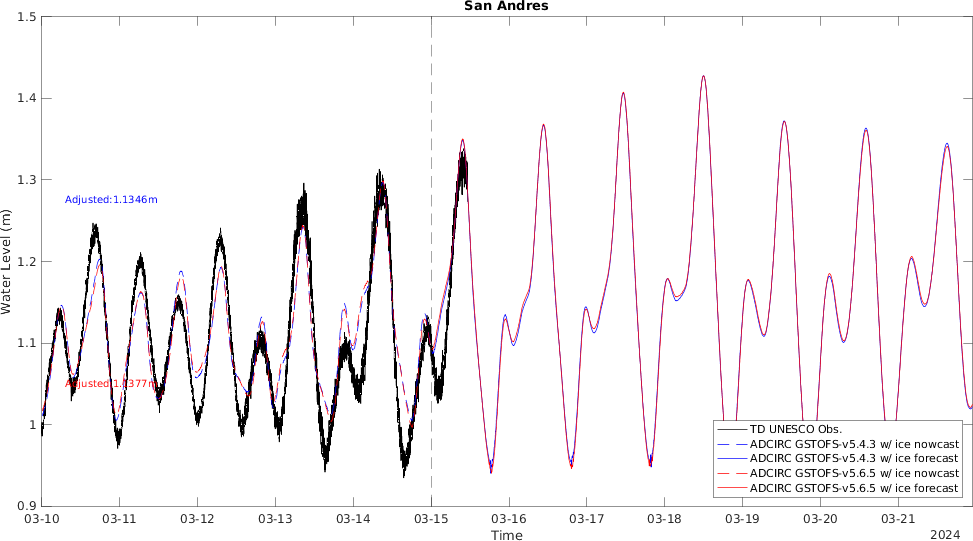 San Andres
1.5
1.4
1.3
1.2
1.1
1
0.9
Water Level (m)
Adjusted:1.1346m
Adjusted:1.1377m
TD UNESCO Obs.
ADCIRC GSTOFS-v5.4.3 w/ ice nowcast
ADCIRC GSTOFS-v5.4.3 w/ ice forecast
ADCIRC GSTOFS-v5.6.5 w/ ice nowcast
ADCIRC GSTOFS-v5.6.5 w/ ice forecast
03-10 03-11 03-12 03-13 03-14 03-15 03-16 03-17 03-18 03-19 03-20 03-21
Time
2024